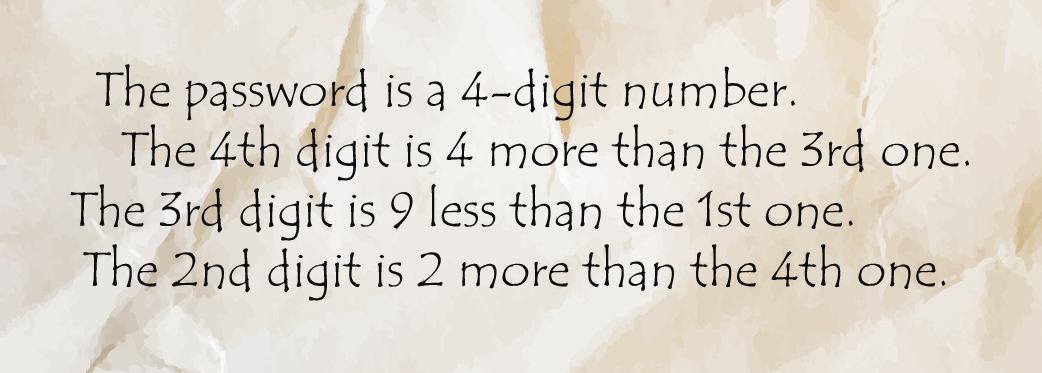 The password is a 4-digit number.
The 4th digit is 4 more than the 3rd one.
The 3rd digit is 9 less than the 1st one.
The 2nd digit is 2 more than the 4th one.